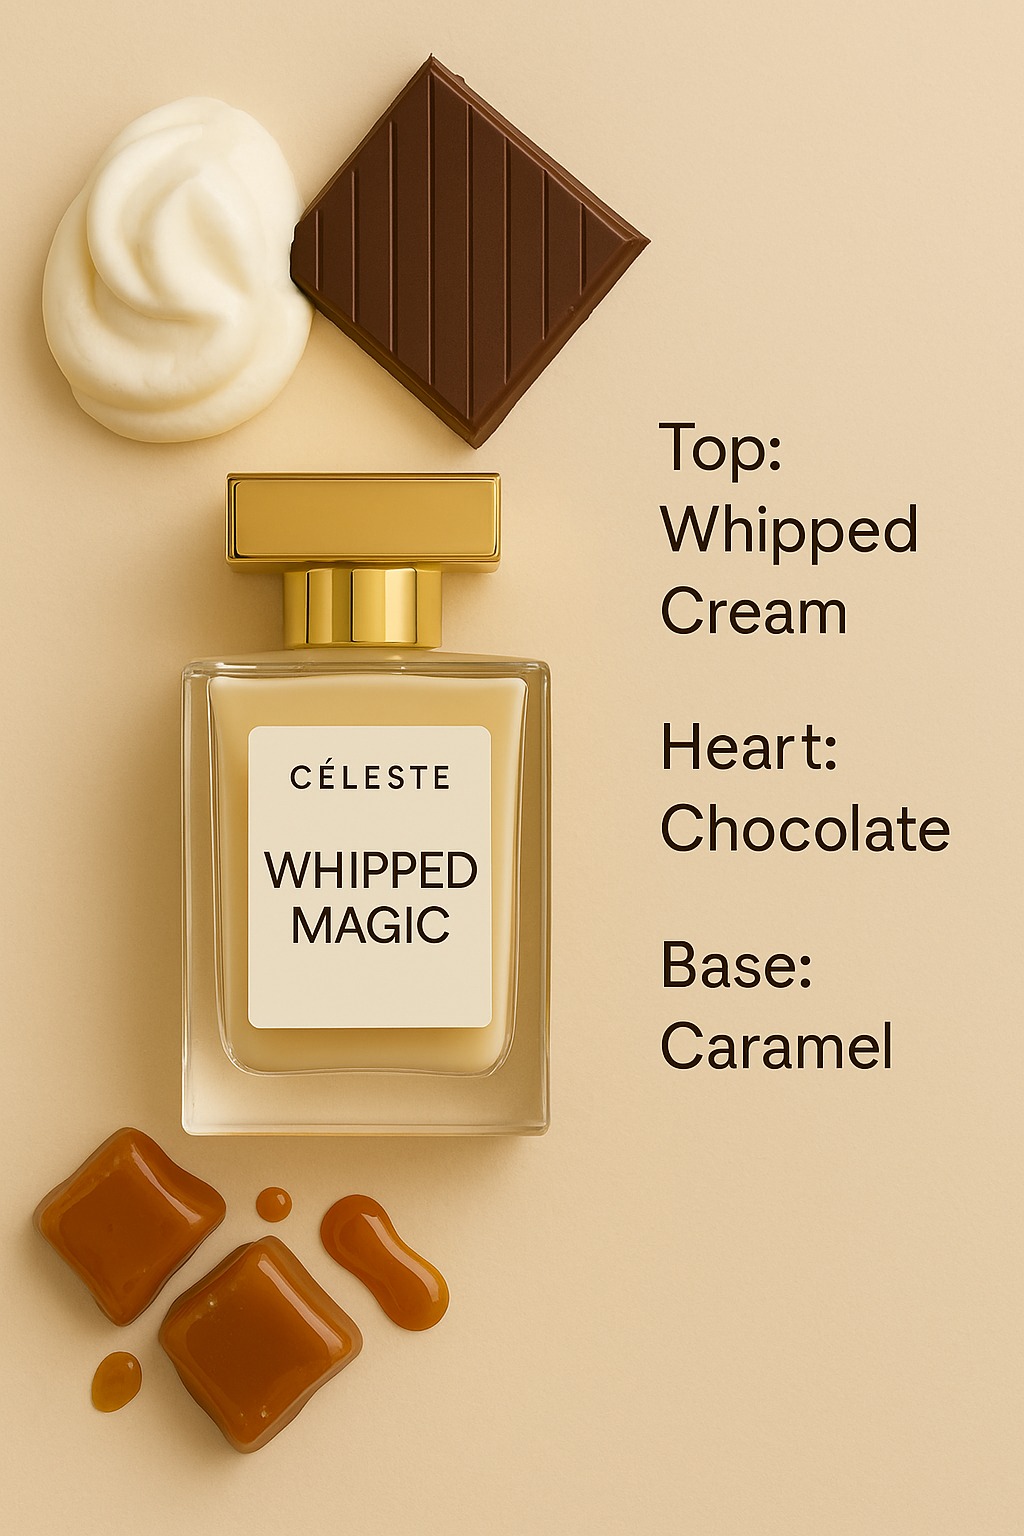 CÉLESTE
WHIPPED
MAGIC
Top:
Whipped
Cream
Heart:
Chocolate
Base:
Caramel